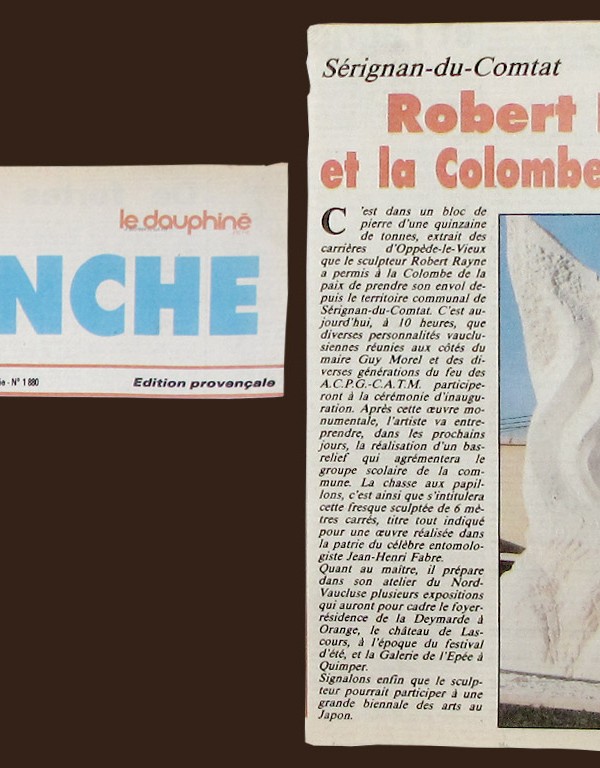 le dauphiné
NCHE
N° 1880
Edition provençale
Sérignan-du-Comtat
Robert
et la Colombe
C'est dans un bloc de
pierre d'une quinzaine
de tonnes, extrait des
carrières d'Oppède-le-Vieux
que le sculpteur Robert Rayne
a permis à la Colombe de la
paix de prendre son envol de-
puis le territoire communal de
Sérignan-du-Comtat. C'est au-
jourd'hui, à 10 heures, que
diverses personnalités vauclu-
siennes réunies aux côtés du
maire Guy Morel et des di-
verses générations du feu des
A.C.P.G.-C.A.T.M. participe-
ront à la cérémonie d'inaugu-
ration. Après cette œuvre mo-
numentale, l'artiste va entre-
prendre, dans les prochains
jours, la réalisation d'un bas-
relief qui agrémentera le
groupe scolaire de la com-
mune. La chasse aux papil-
lons, c'est ainsi que s'intitulera
cette fresque sculptée de 6 mè-
tres carrés, titre tout indiqué
pour une œuvre réalisée dans
la patrie du célèbre entomolo-
giste Jean-Henri Fabre.
Quant au maître, il prépare
dans son atelier du Nord-
Vaucluse plusieurs expositions
qui auront pour cadre le foyer-
résidence de la Deymarde à
Orange, le château de Las-
cours, à l'époque du festival
d'été, et la Galerie de l'Epée à
Quimper.
Signalons enfin que le sculp-
teur pourrait participer à une
grande biennale des arts au
Japon.